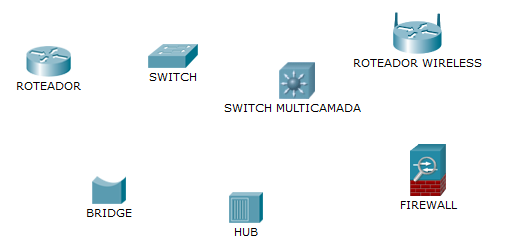 ROTEADOR
SWITCH
SWITCH MULTICAMADA
ROTEADOR WIRELESS
BRIDGE
HUB
FIREWALL